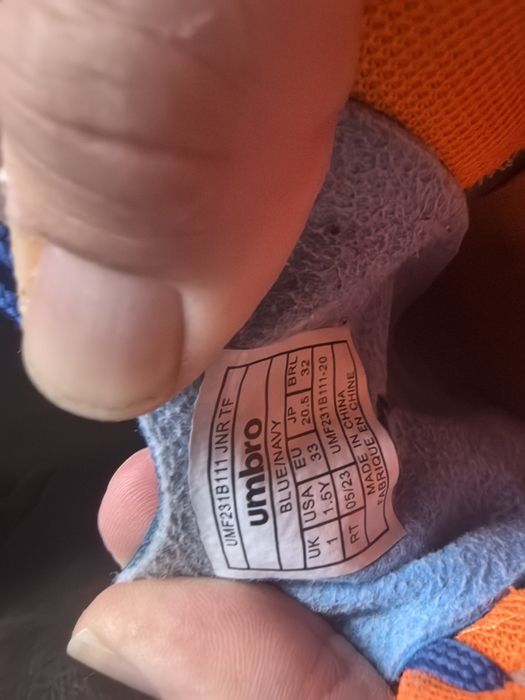 UMF231B111 JNR TF
umbro
BLUE/NAVY
UK USA EU JP BRL
1 1.5Y 33 20.5 32
RT 05/23 UMF231B111-20
MADE IN CHINA
FABRIQUE EN CHINE